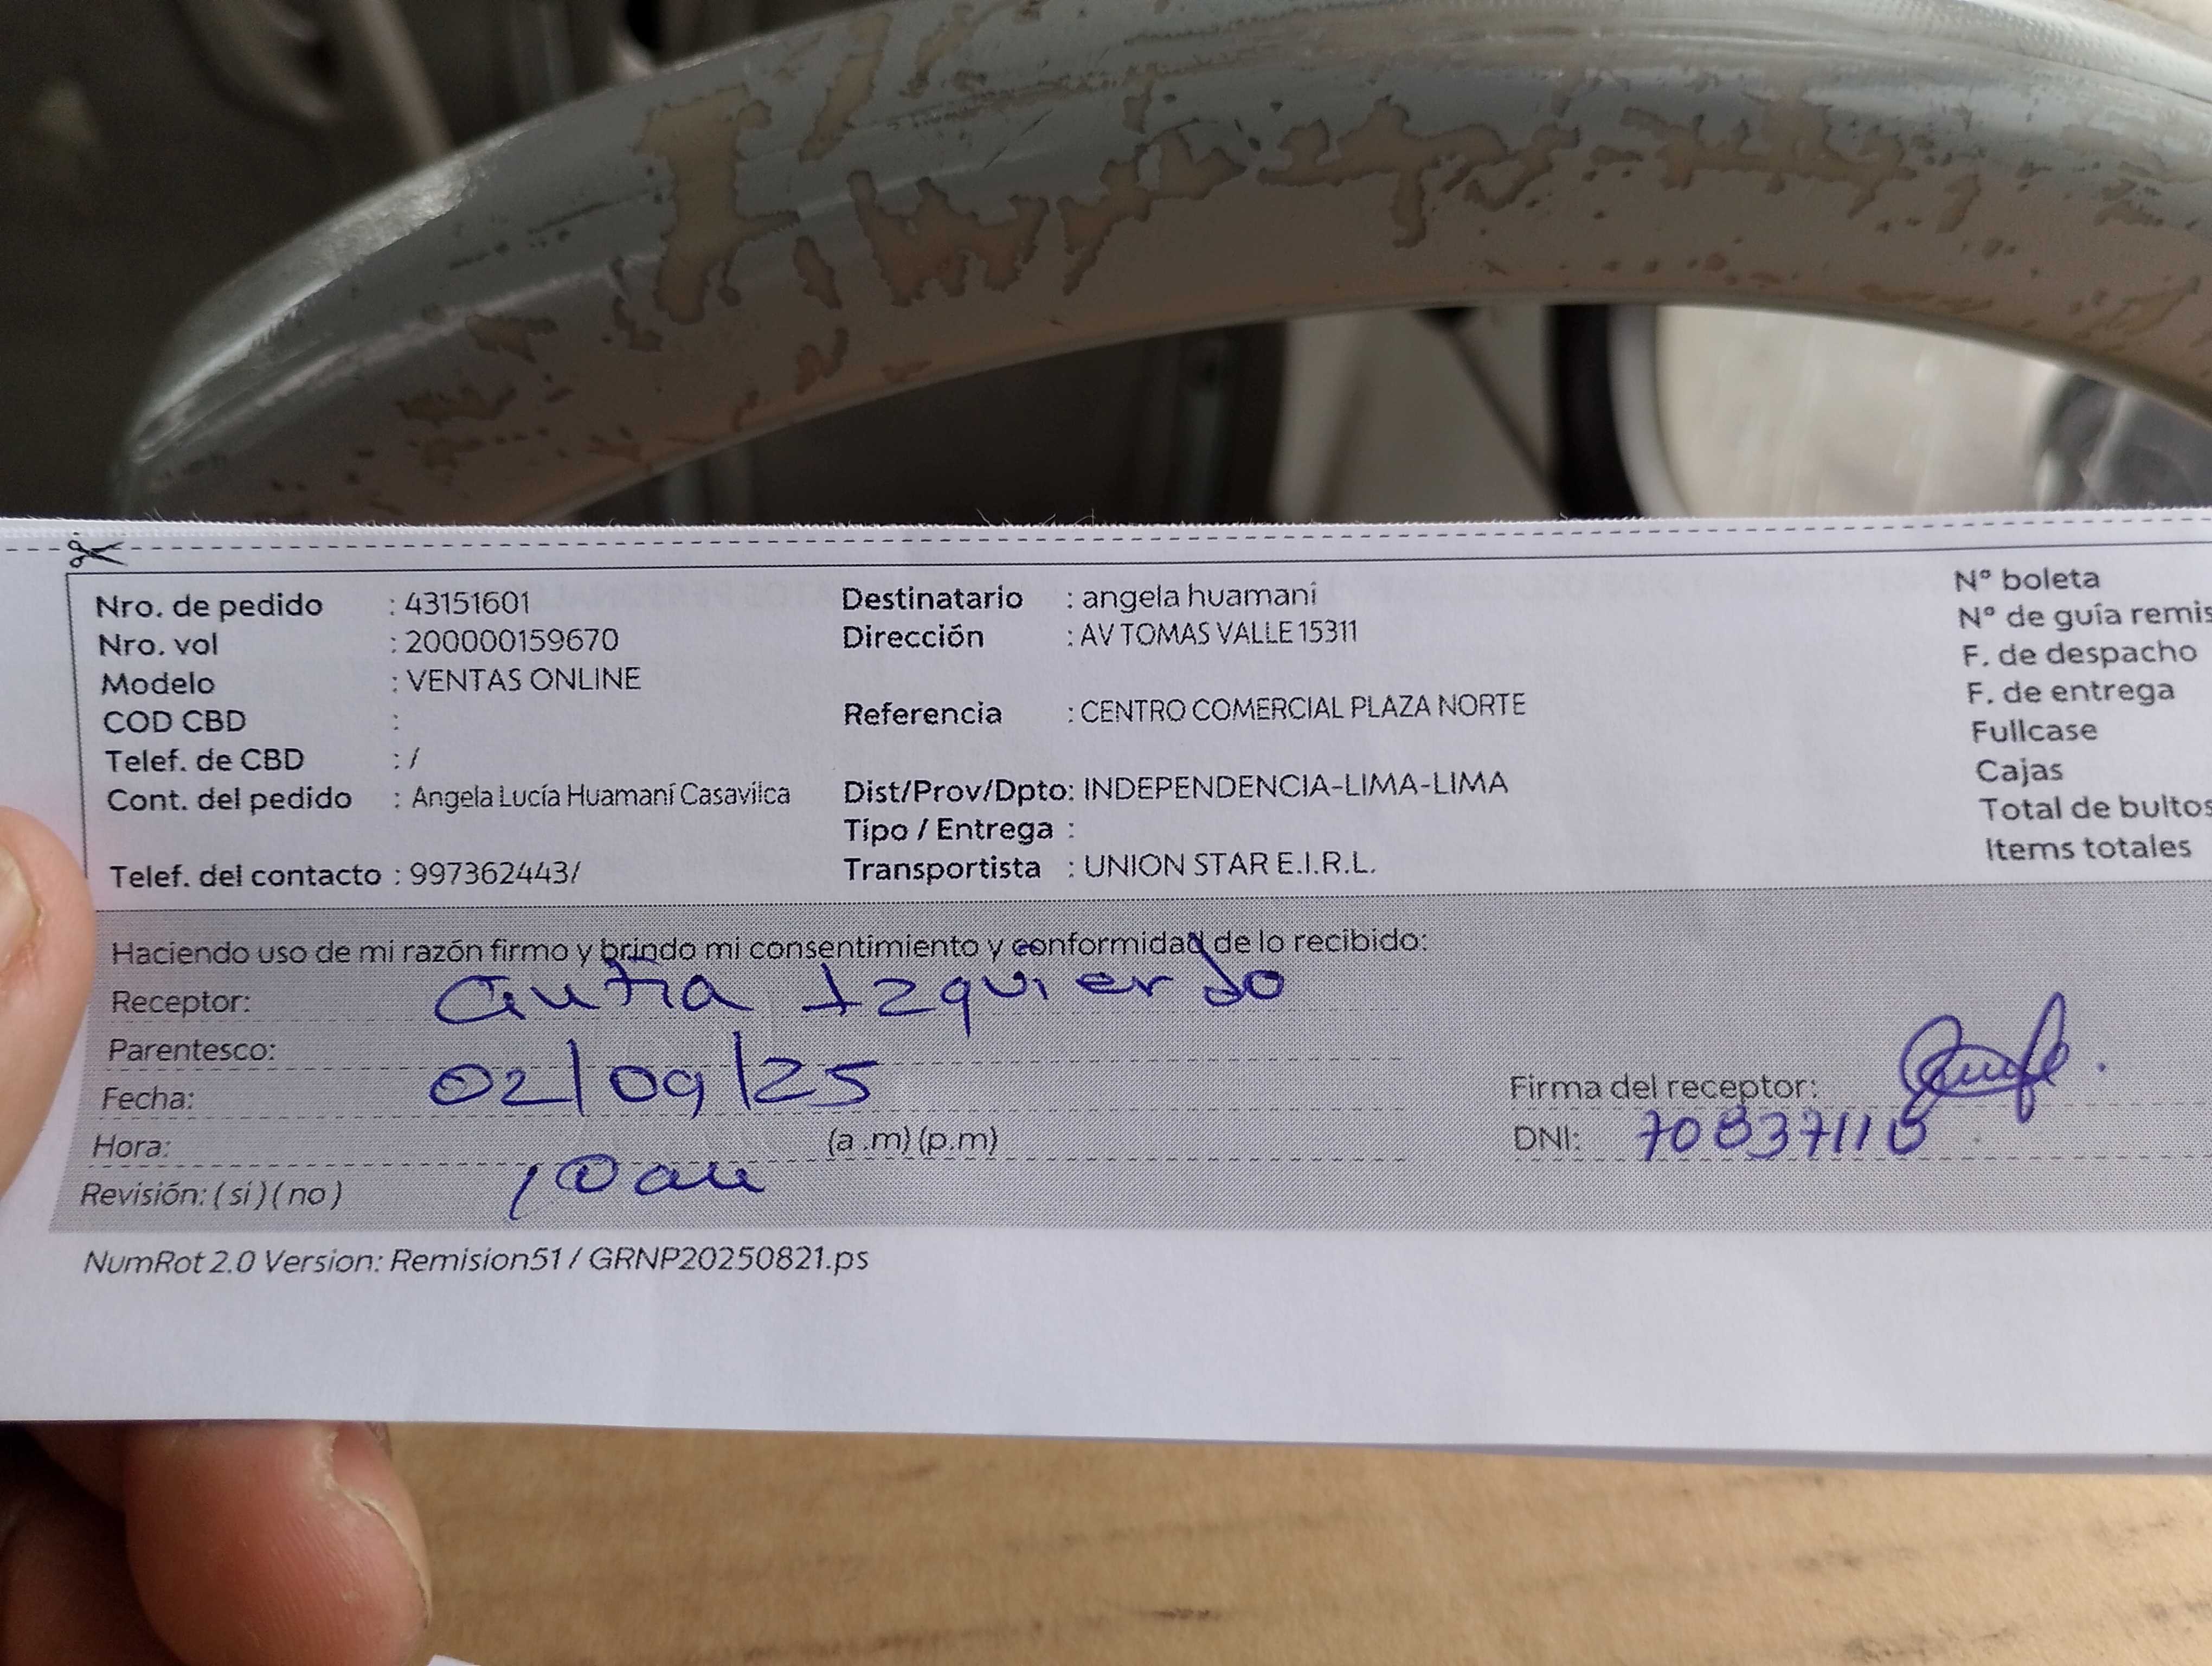 Nro. de pedido : 43151601
Nro. vol : 200000159670
Modelo : VENTAS ONLINE
COD CBD :
Telef. de CBD : /
Cont. del pedido : Angela Lucía Huamaní Casavilca
Telef. del contacto : 997362443/
Destinatario : angela huamaní
Dirección : AV TOMAS VALLE 15311
Referencia : CENTRO COMERCIAL PLAZA NORTE
Dist/Prov/Dpto: INDEPENDENCIA-LIMA-LIMA
Tipo / Entrega :
Transportista : UNION STAR E.I.R.L.
N° boleta
N° de guía remis
F. de despacho
F. de entrega
Fullcase
Cajas
Total de bultos
Items totales
Haciendo uso de mi razón firmo y brindo mi consentimiento y conformidad de lo recibido:
Receptor: Izquierdo
Parentesco:
Fecha: 02/09/25
Hora: (a .m) (p.m)
10am
Revisión: ( si ) ( no )
Firma del receptor:
DNI:
NumRot 2.0 Version: Remision51 / GRNP20250821.ps